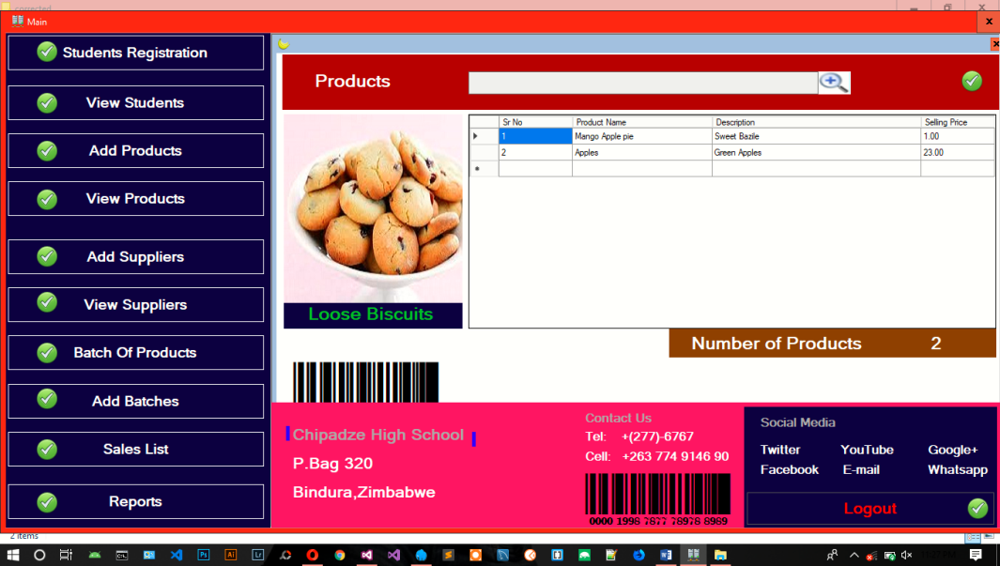 corrected
Main
Students Registration
View Students
Add Products
View Products
Add Suppliers
View Suppliers
Batch Of Products
Add Batches
Sales List
Reports
Products
Sr No Product Name Description Selling Price
1 Mango Apple pie Sweet Bazile 1.00
2 Apples Green Apples 23.00
Loose Biscuits
Number of Products 2
Chipadze High School
P.Bag 320
Bindura,Zimbabwe
Contact Us
Tel: +(277)-6767
Cell: +263 774 9146 90
0000 1998 7877 78978 8989
Social Media
Twitter YouTube Google+
Facebook E-mail Whatsapp
Logout
2 items
Ps
Ai
Lr